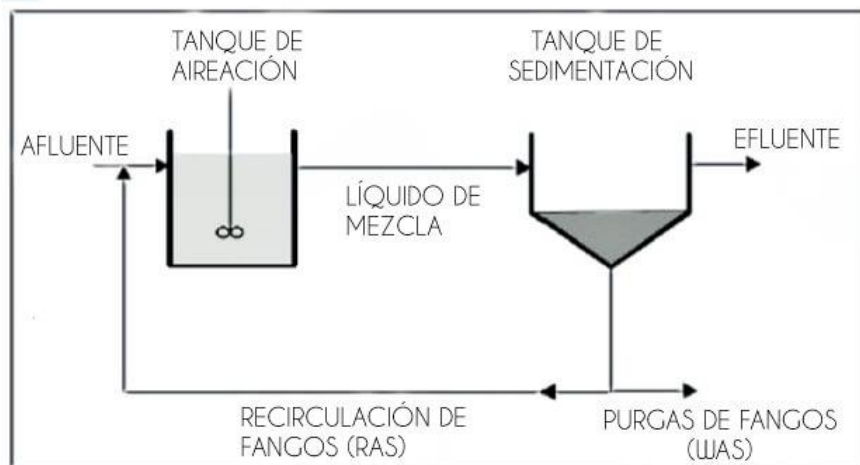 TANQUE DE
AIREACIÓN
TANQUE DE
SEDIMENTACIÓN
AFLUENTE
EFLUENTE
LÍQUIDO DE
MEZCLA
RECIRCULACIÓN DE
FANGOS (RAS)
PURGAS DE FANGOS
(WAS)